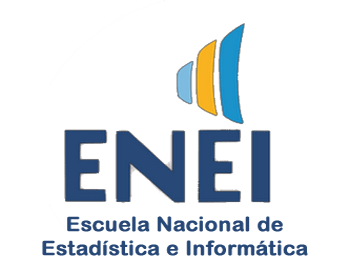 ENEI
Escuela Nacional de
Estadística e Informática